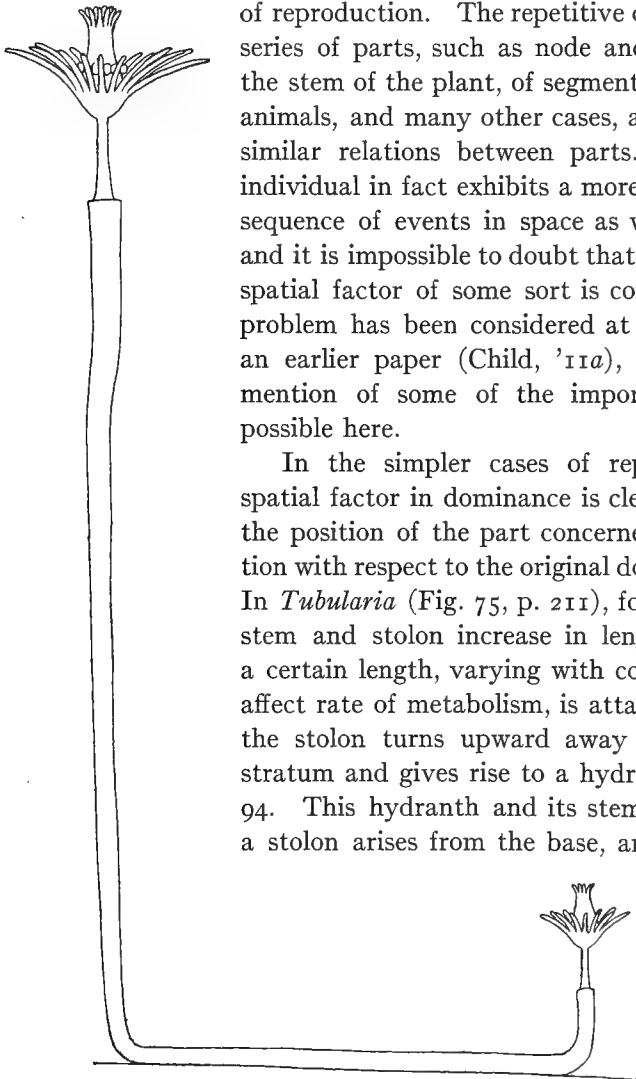 of reproduction. The repetitive
series of parts, such as node and
the stem of the plant, of segment
animals, and many other cases, a
similar relations between parts.
individual in fact exhibits a more
sequence of events in space as
and it is impossible to doubt that
spatial factor of some sort is co
problem has been considered at
an earlier paper (Child, '11a),
mention of some of the impor
possible here.
In the simpler cases of rep
spatial factor in dominance is cle
the position of the part concerne
tion with respect to the original do
In Tubularia (Fig. 75, p. 211), fo
stem and stolon increase in len
a certain length, varying with co
affect rate of metabolism, is atta
the stolon turns upward away
stratum and gives rise to a hydr
94. This hydranth and its stem
a stolon arises from the base, an